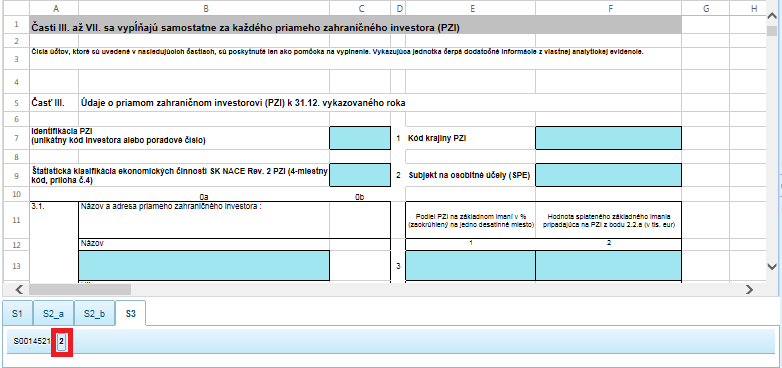 A B C D E F G H
1 Časti III. až VII. sa vypĺňajú samostatne za každého priameho zahraničného investora (PZI)
2
3 Čísla účtov, ktoré sú uvedené v nasledujúcich častiach, sú poskytnuté len ako pomôcka na vyplnenie. Vykazujúca jednotka čerpá dodatočné informácie z vlastnej analytickej evidencie.
4
5 Časť III. Údaje o priamom zahraničnom investorovi (PZI) k 31.12. vykazovaného roka
6
7 Identifikácia PZI
(unikátny kód investora alebo poradové číslo) 1 Kód krajiny PZI
8
9 Štatistická klasifikácia ekonomických činností SK NACE Rev. 2 PZI (4-miestny kód, príloha č.4) 2 Subjekt na osobitné účely (SPE)
10 0a 0b
11 3.1. Názov a adresa priameho zahraničného investora :
Podiel PZI na základnom imaní v %
(zaokrúhlený na jedno desatinné miesto)
Hodnota splateného základného imania
pripadajúca na PZI z bodu 2.2.a (v tis. eur)
12 Názov 1 2
13 3
S1 S2_a S2_b S3
S0014521 2